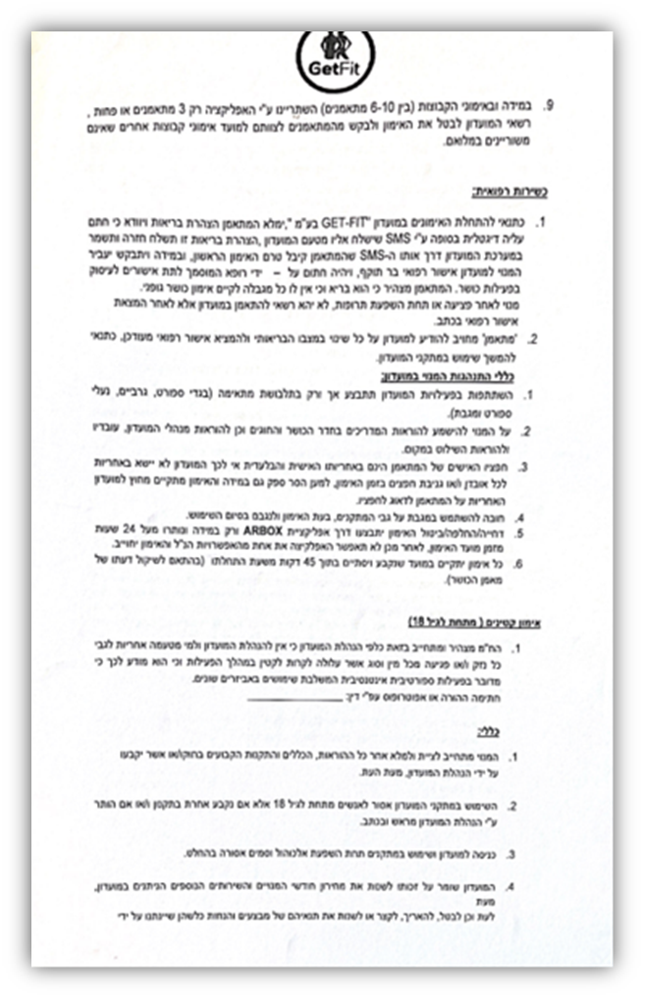 GetFit
9. במידה ובאימוני הקבוצות (בין 6-10 מתאמנים) השתריינו ע"י האפליקציה רק 3 מתאמנים או פחות,
רשאי המועדון לבטל את האימון ולבקש מהמתאמנים לצוותם למועד אימוני קבוצות אחרים שאינם
משוריינים במלואם.
כשירות רפואית:
1. כתנאי להתחלת האימונים במועדון "GET-FIT בע"מ ",ימלא המתאמן הצהרת בריאות ויוודא כי חתם
עליה דיגטלית בסופה ע"י SMS שישלח אליו מטעם המועדון ,הצהרת בריאות זו תשלח חזרה ותשמר
במערכת המועדון דרך אותו ה-SMS שהמתאמן קיבל טרם האימון הראשון, ובמידה ויתבקש יעביר
המנוי למועדון אישור רפואי בר תוקף, ויהיה חתום על – ידי רופא המוסמך לתת אישורים לעיסוק
בפעילות כושר. המתאמן מצהיר כי הוא בריא וכי אין לו כל מגבלה לקיים אימון כושר גופני.
מנוי לאחר פציעה או תחת השפעת תרופות, לא יהא רשאי להתאמן במועדון אלא לאחר המצאת
אישור רפואי בכתב.
2. 'מתאמן' מחויב להודיע למועדון על כל שינוי במצבו הבריאותי ולהמציא אישור רפואי מעודכן, כתנאי
להמשך שימוש במתקני המועדון.
כללי התנהגות המנוי במועדון:
1. השתתפות בפעילויות המועדון תתבצע אך ורק בתלבושת מתאימה (בגדי ספורט, גרביים, נעלי
ספורט ומגבת).
2. על המנוי להישמע להוראות המדריכים בחדר הכושר והחוגים וכן להוראות מנהלי המועדון, עובדיו
ולהוראות השילוט במקום.
3. חפציו האישים של המתאמן הינם באחריותו האישית והבלעדית אי לכך המועדון לא יישא באחריות
לכל אובדן ו/או גניבת חפצים בזמן האימון, למען הסר ספק גם במידה והאימון מתקיים מחוץ למועדון
האחריות על המתאמן לדאוג לחפציו.
4. חובה להשתמש במגבת על גבי המתקנים, בעת האימון ולנגבם בסיום השימוש.
5. דחייה/החלפה/ביטול האימון יתבצעו דרך אפליקציית ARBOX ורק במידה ונותרו מעל 24 שעות
מזמן מועד האימון, לאחר מכן לא תאפשר האפלקיצה את אחת מהאפשרויות הנ"ל והאימון יחוייב.
6. כל אימון יתקיים במועד שנקבע ויסתיים בתוך 45 דקות משעת התחלתו (בהתאם לשיקול דעתו של
מאמן הכושר).
אימון קטינים ( מתחת לגיל 18)
1. הח"מ מצהיר ומתחייב בזאת כלפי הנהלת המועדון כי אין להנהלת המועדון ולמי מטעמה אחריות לגבי
כל נזק ו/או פגיעה מכל מין וסוג אשר עלולה לקרות לקטין במהלך הפעילות וכי הוא מודע לכך כי
מדובר בפעילות ספורטיבית אינטנסיבית המשלבת שימושים באביזרים שונים.
חתימה ההורה או אפוטרופוס עפ"י דין: ____________
כללי:
1. המנוי מתחייב לציית ולמלא אחר כל ההוראות, הכללים והתקנות הקבועים בחוק/או אשר יקבעו
על ידי הנהלת המועדון, מעת העת.
2. השימוש במתקני המועדון אסור לאנשים מתחת לגיל 18 אלא אם נקבע אחרת בתקנון ו/או אם הותר
ע"י הנהלת המועדון מראש ובכתב.
3. כניסה למועדון ושימוש במתקנים תחת השפעת אלכוהול וסמים אסורה בהחלט.
4. המועדון שומר על זכותו לשנות את מחירון חודשי המנויים והשירותים הנוספים הניתנים במועדון,
מעת
לעת וכן לבטל, להאריך, לקצר או לשנות את תנאיהם של מבצעים והנחות כלשהן שיינתנו על ידי